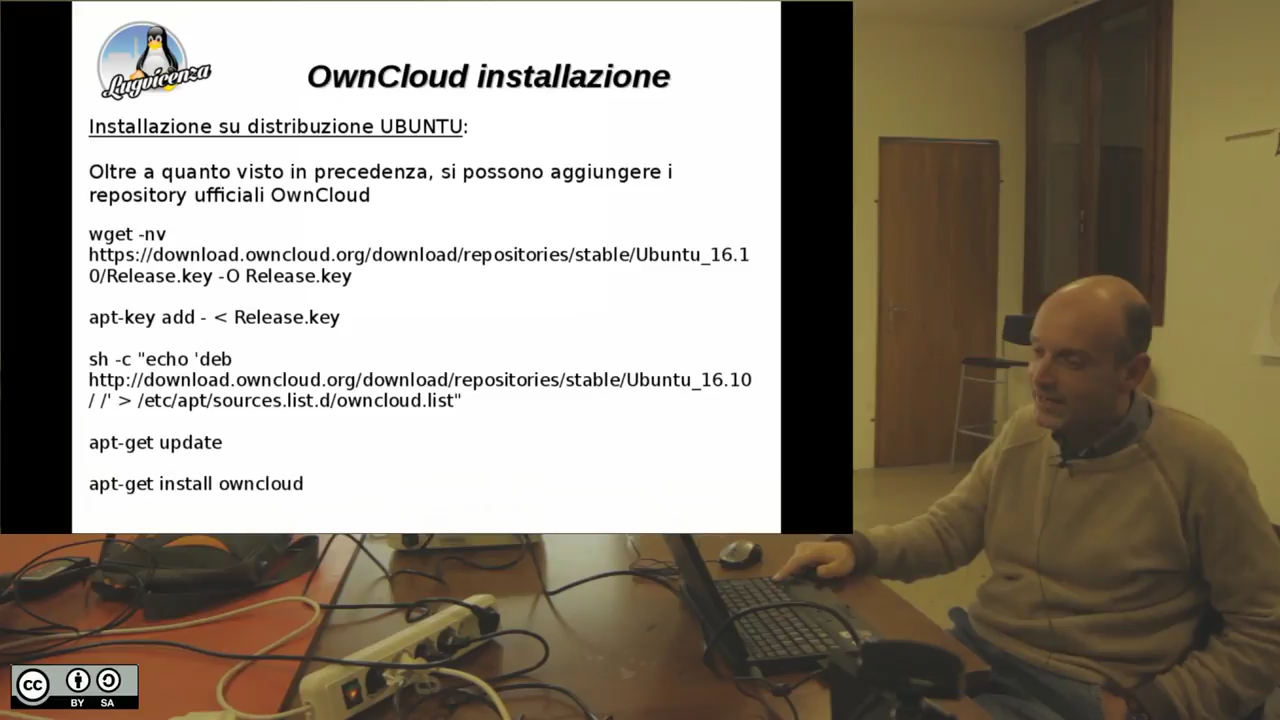 Lugvicenza
OwnCloud installazione
Installazione su distribuzione UBUNTU:
Oltre a quanto visto in precedenza, si possono aggiungere i
repository ufficiali OwnCloud
wget -nv
https://download.owncloud.org/download/repositories/stable/Ubuntu_16.1
0/Release.key -O Release.key
apt-key add - < Release.key
sh -c "echo 'deb
http://download.owncloud.org/download/repositories/stable/Ubuntu_16.10
/ /' > /etc/apt/sources.list.d/owncloud.list"
apt-get update
apt-get install owncloud
cc
BY SA